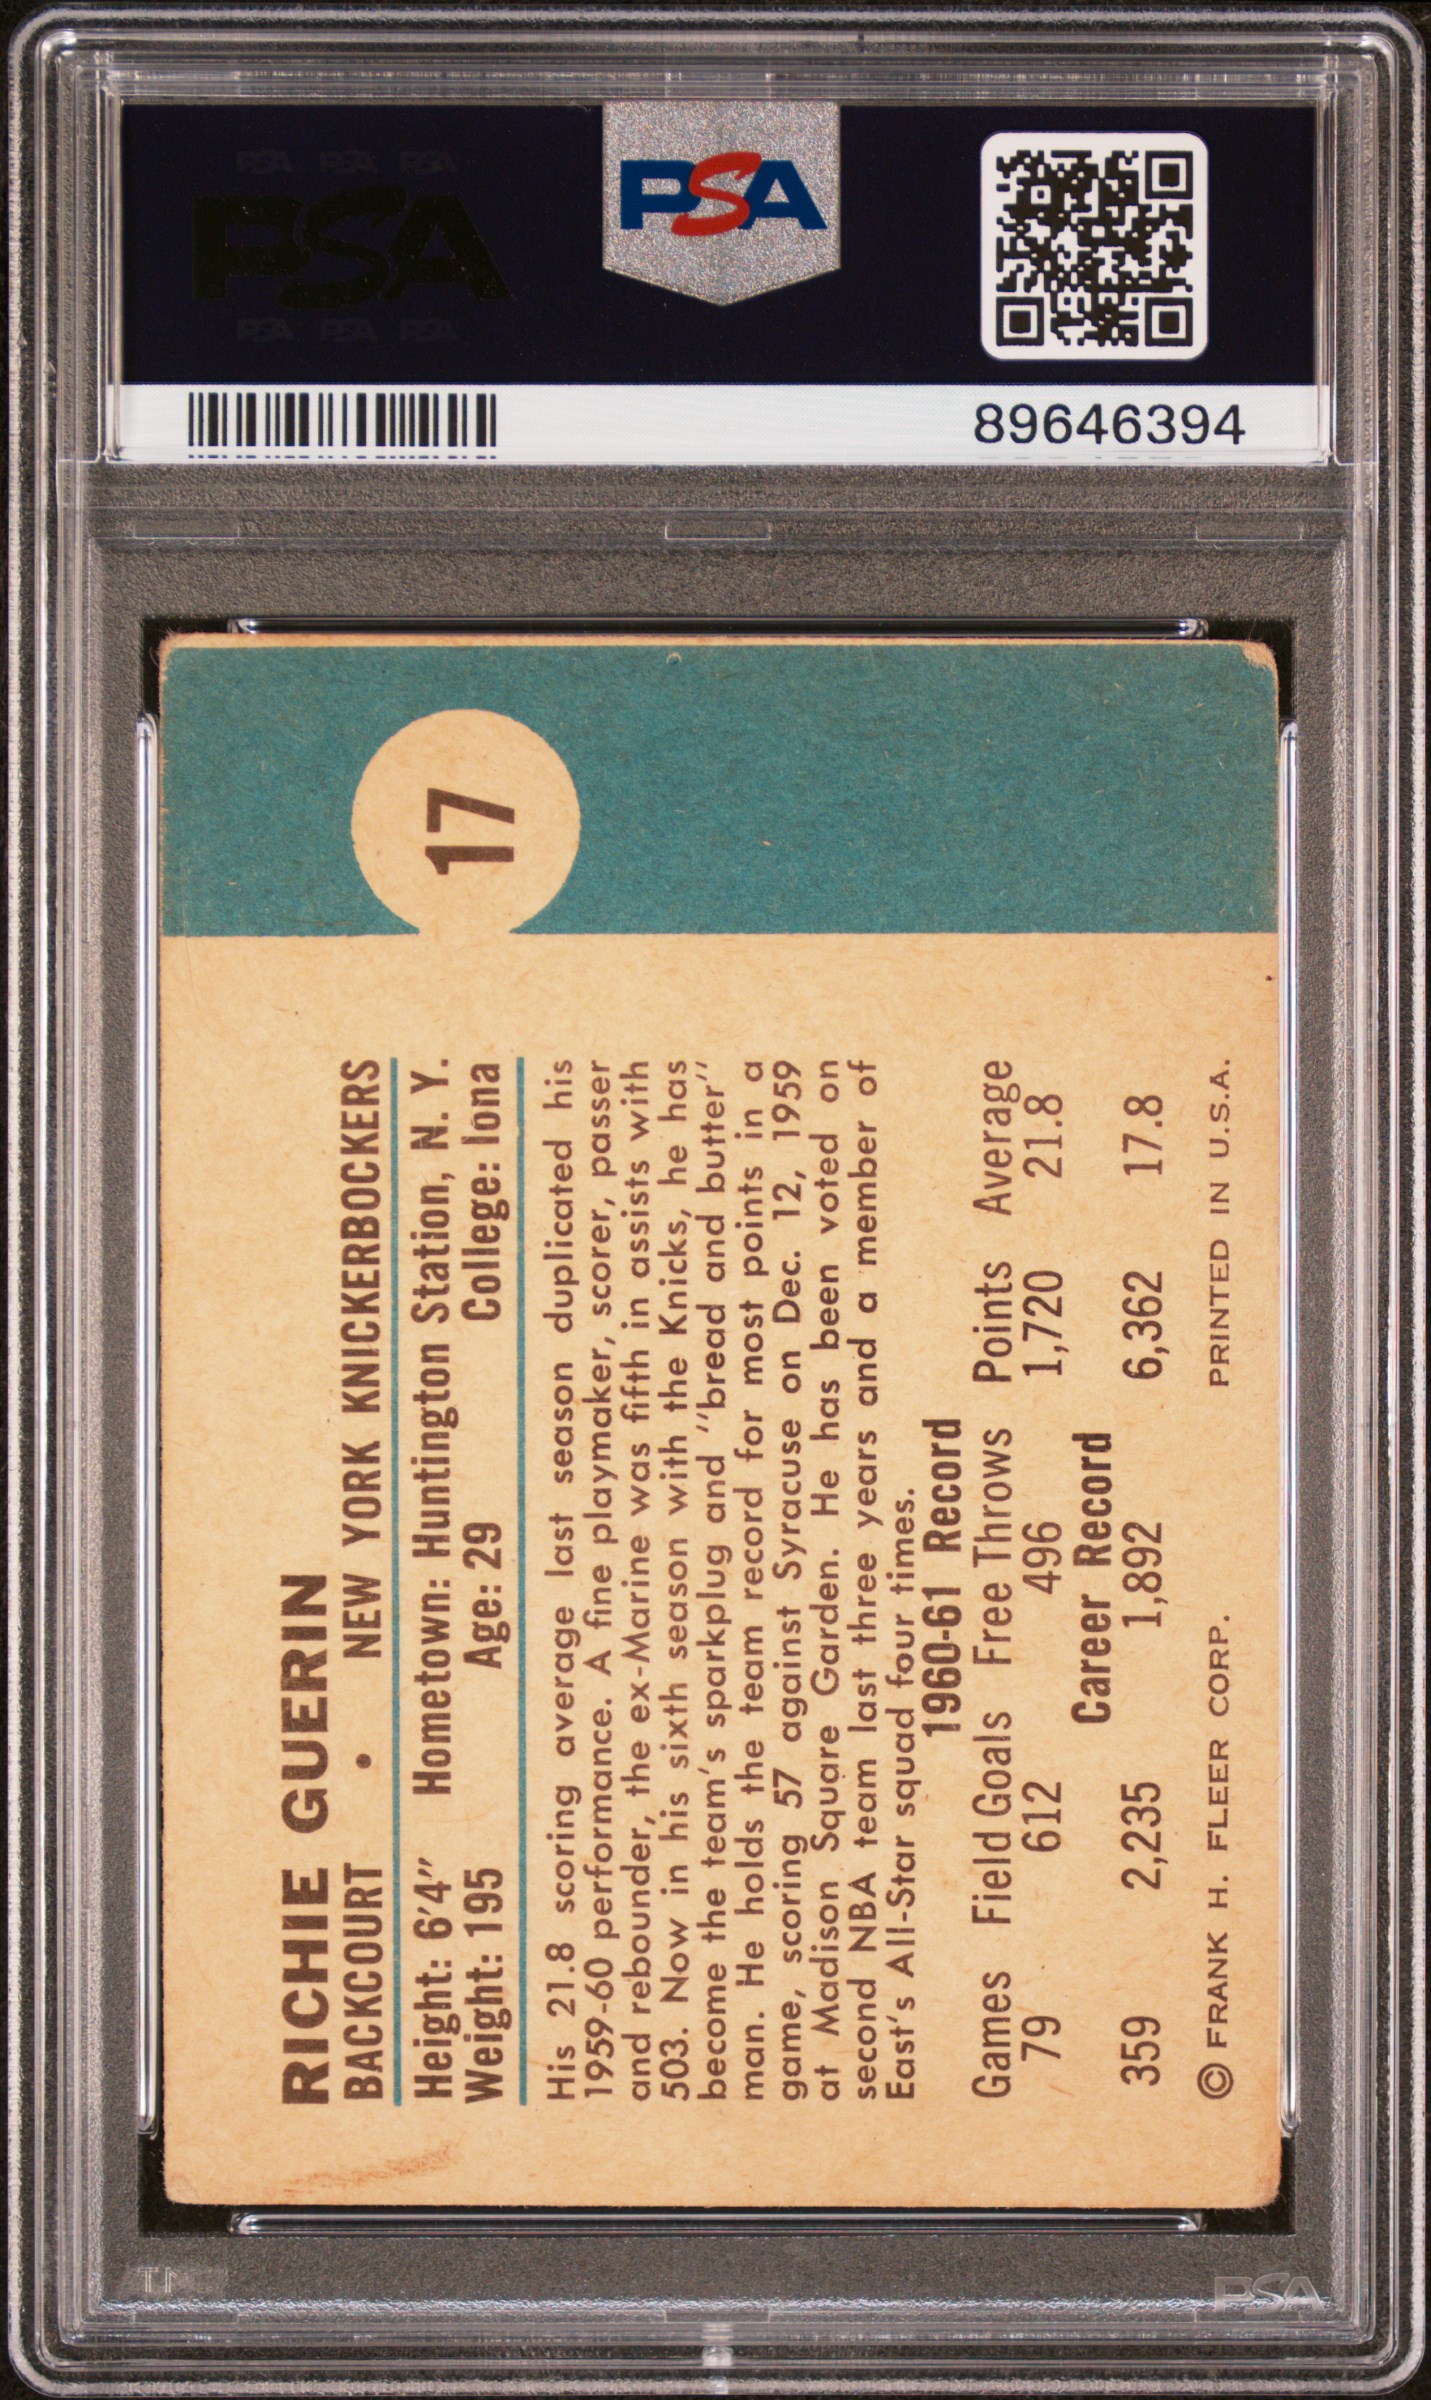 PSA PSA PSA
PSA
PSA PSA PSA
PSA
89646394
17
RICHIE GUERIN
BACKCOURT • NEW YORK KNICKERBOCKERS
Height: 6'4" Hometown: Huntington Station, N. Y.
Weight: 195 Age: 29 College: Iona
His 21.8 scoring average last season duplicated his
1959-60 performance. A fine playmaker, scorer, passer
and rebounder, the ex-Marine was fifth in assists with
503. Now in his sixth season with the Knicks, he has
become the team's sparkplug and "bread and butter"
man. He holds the team record for most points in a
game, scoring 57 against Syracuse on Dec. 12, 1959
at Madison Square Garden. He has been voted on
second NBA team last three years and a member of
East's All-Star squad four times.
1960-61 Record
Games Field Goals Free Throws Points Average
79 612 496 1,720 21.8
Career Record
359 2,235 1,892 6,362 17.8
© FRANK H. FLEER CORP. PRINTED IN U.S.A.
PSA